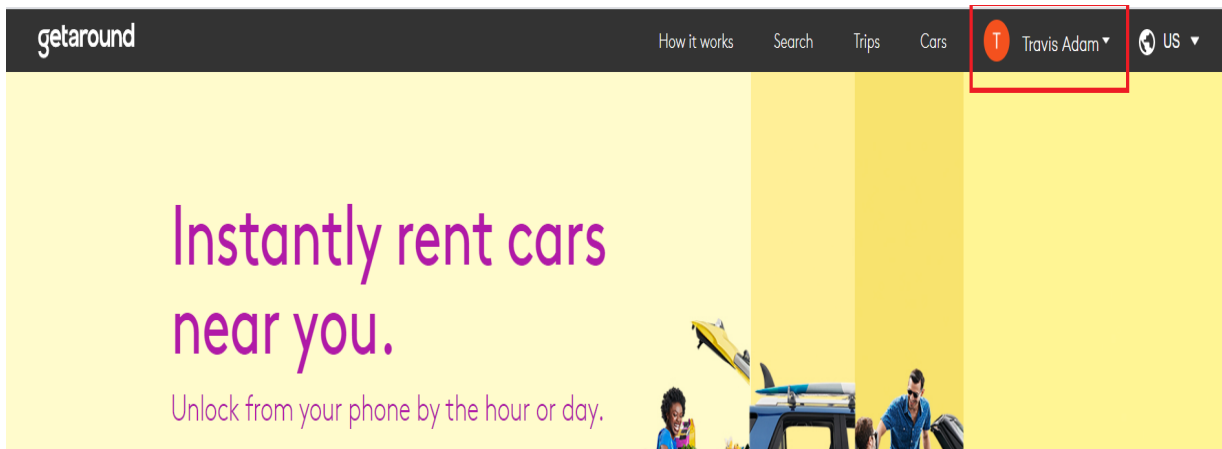 getaround How it works Search Trips Cars T Travis Adam US
Instantly rent cars
near you.
Unlock from your phone by the hour or day.